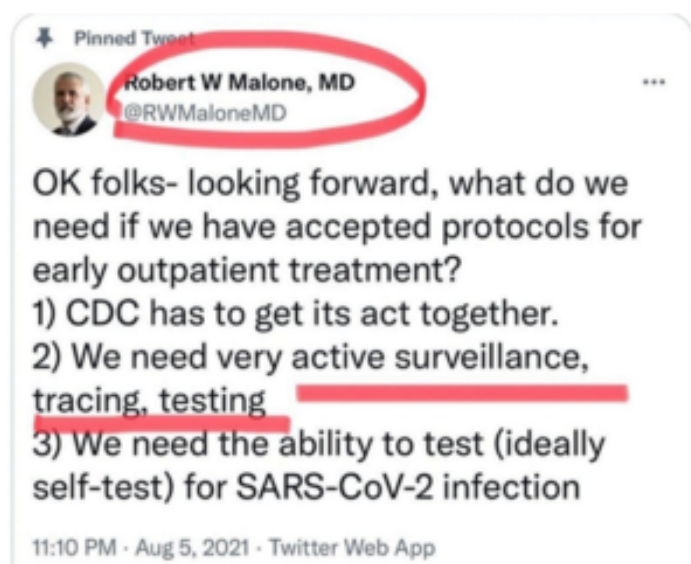 Pinned Tweet
Robert W Malone, MD
@RWMaloneMD
OK folks- looking forward, what do we
need if we have accepted protocols for
early outpatient treatment?
1) CDC has to get its act together.
2) We need very active surveillance,
tracing, testing
3) We need the ability to test (ideally
self-test) for SARS-CoV-2 infection
11:10 PM · Aug 5, 2021 · Twitter Web App